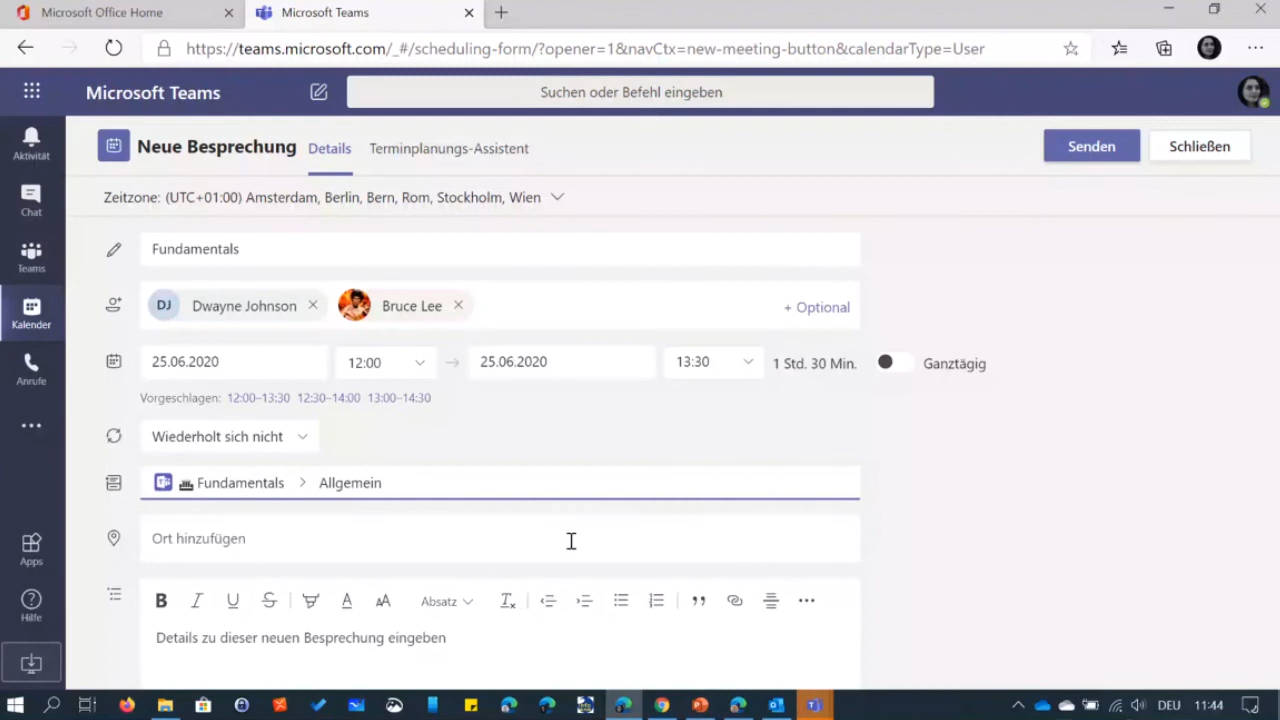 Microsoft Office Home
Microsoft Teams
https://teams.microsoft.com/_#/scheduling-form/?opener=1&navCtx=new-meeting-button&calendarType=User
Microsoft Teams
Suchen oder Befehl eingeben
Aktivität
Chat
Teams
Kalender
Anrufe
Apps
Hilfe
Neue Besprechung
Details
Terminplanungs-Assistent
Senden
Schließen
Zeitzone: (UTC+01:00) Amsterdam, Berlin, Bern, Rom, Stockholm, Wien
Fundamentals
DJ Dwayne Johnson
Bruce Lee
+ Optional
25.06.2020 12:00 25.06.2020 13:30 1 Std. 30 Min. Ganztägig
Vorgeschlagen: 12:00–13:30 12:30–14:00 13:00–14:30
Wiederholt sich nicht
Fundamentals > Allgemein
Ort hinzufügen
B I U S A AA Absatz Tx
Details zu dieser neuen Besprechung eingeben
DEU 11:44